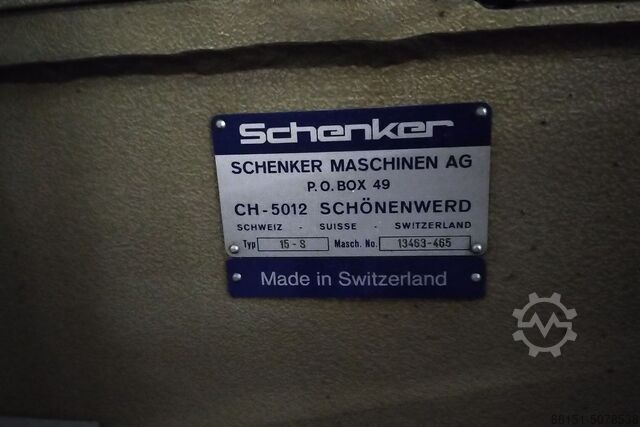 Schenker
SCHENKER MASCHINEN AG
P.O. BOX 49
CH-5012 SCHÖNENWERD
SCHWEIZ - SUISSE - SWITZERLAND
Typ 15-S Masch. No. 13463-465
Made in Switzerland